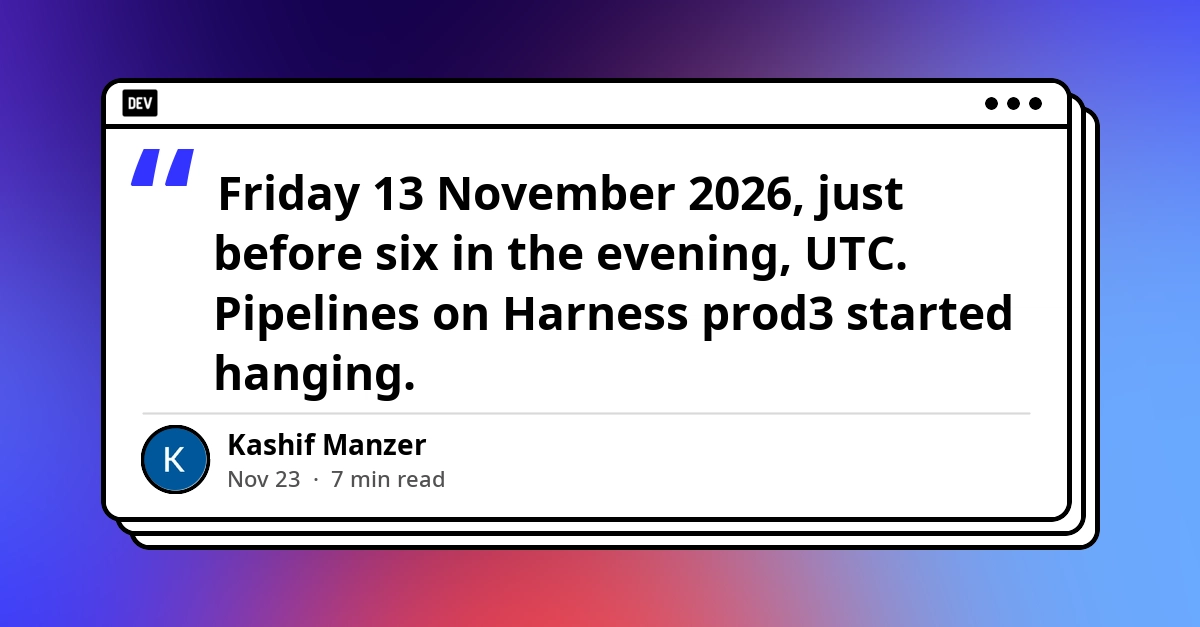 DEV
“ Friday 13 November 2026, just
before six in the evening, UTC.
Pipelines on Harness prod3 started
hanging.
K
Kashif Manzer
Nov 23 · 7 min read